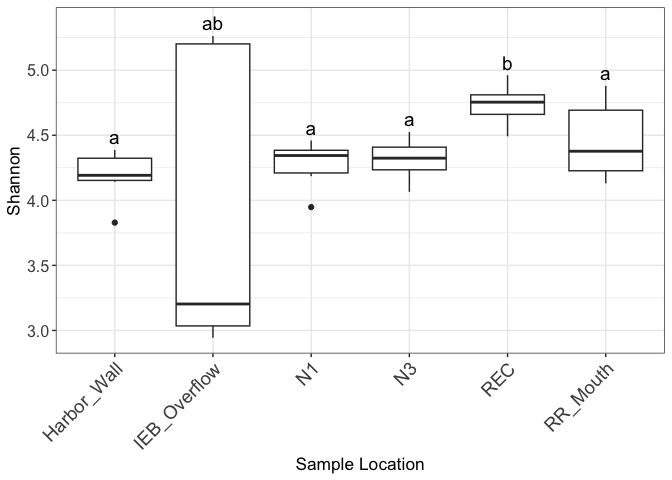 ab
a
a
a
b
a
5.0
4.5
4.0
3.5
3.0
Shannon
Harbor_Wall
IEB_Overflow
N1
N3
REC
RR_Mouth
Sample Location